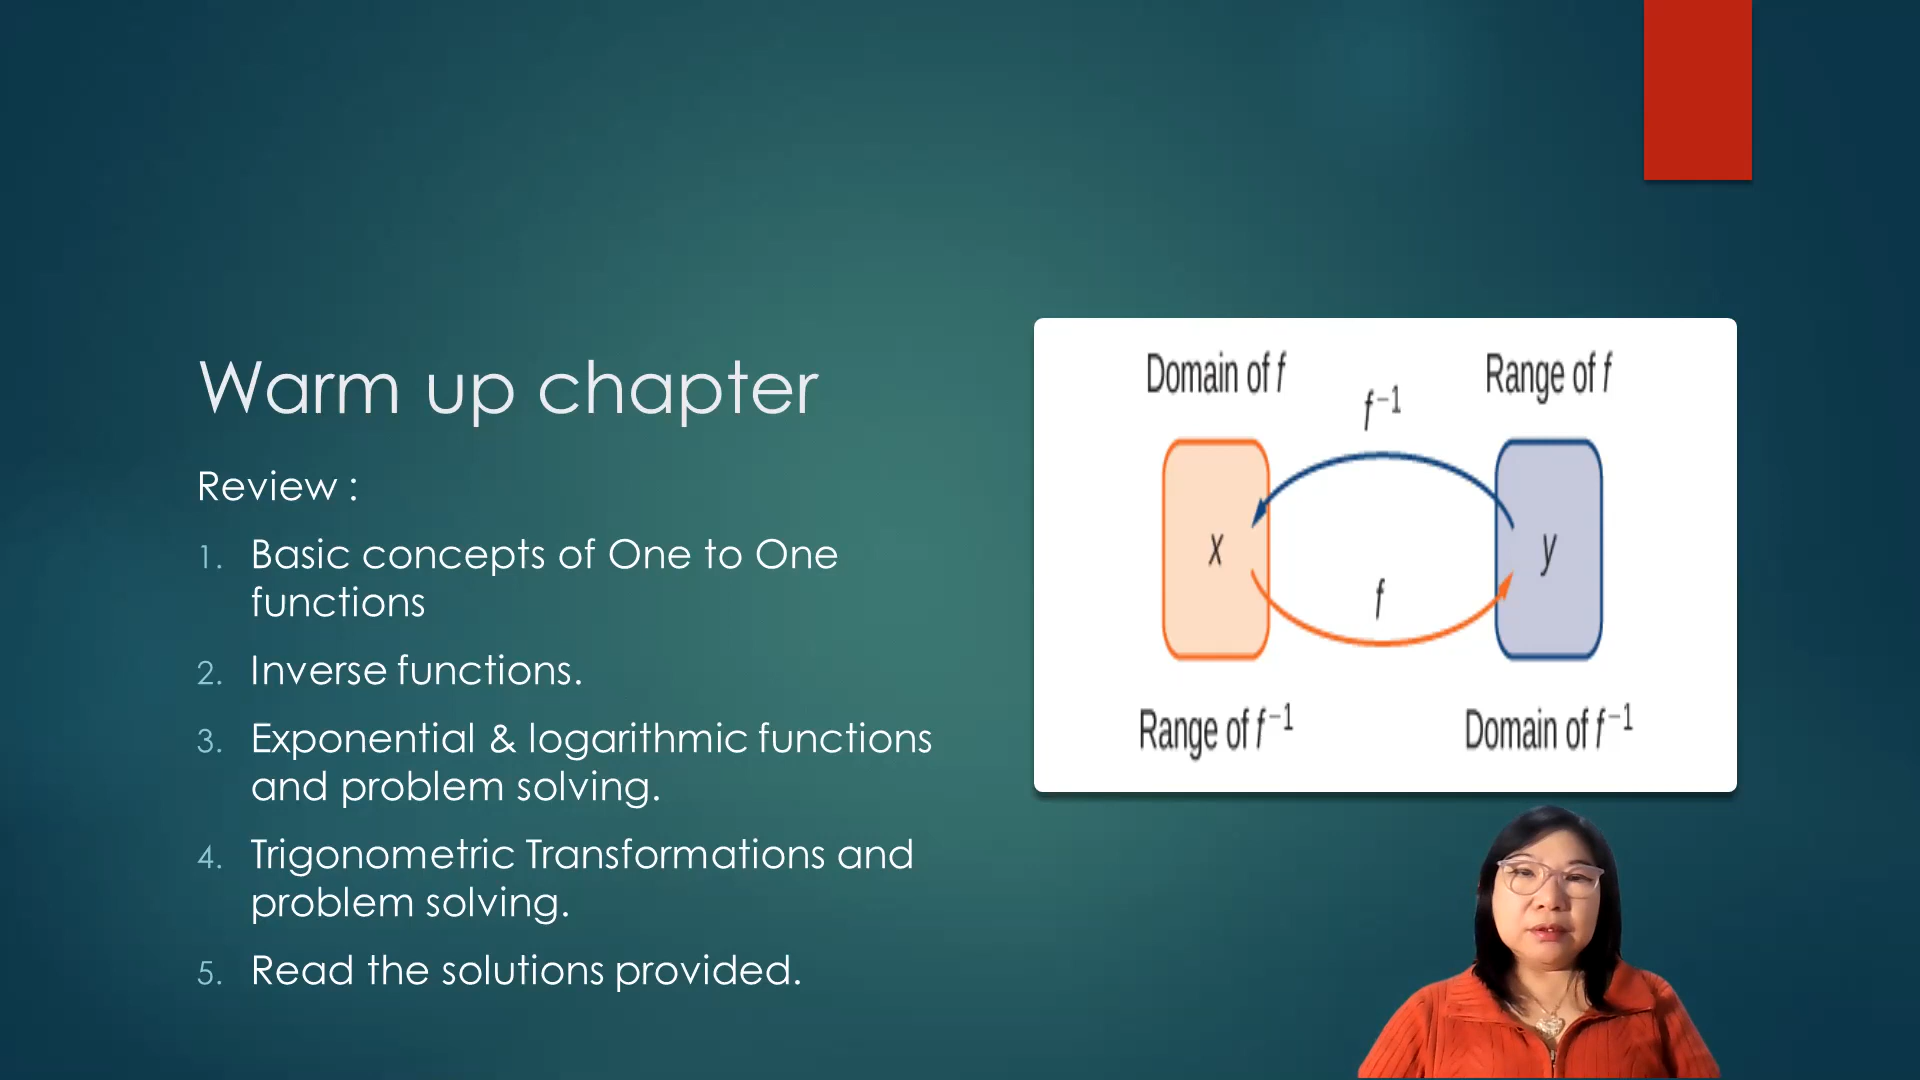 Warm up chapter
Review :
1. Basic concepts of One to One
functions
2. Inverse functions.
3. Exponential & logarithmic functions
and problem solving.
4. Trigonometric Transformations and
problem solving.
5. Read the solutions provided.
Domain of f
Range of f
f⁻¹
x
y
f
Range of f⁻¹
Domain of f⁻¹